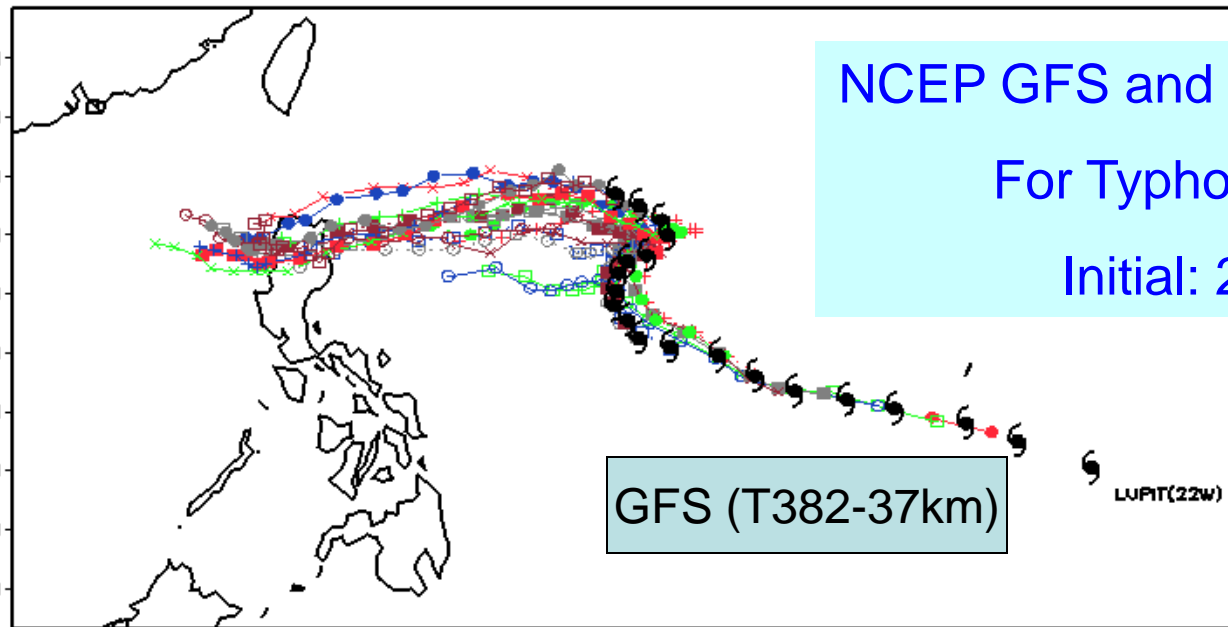 NCEP GFS and
For Typho
Initial: 2
GFS (T382-37km)
LUPIT(22W)